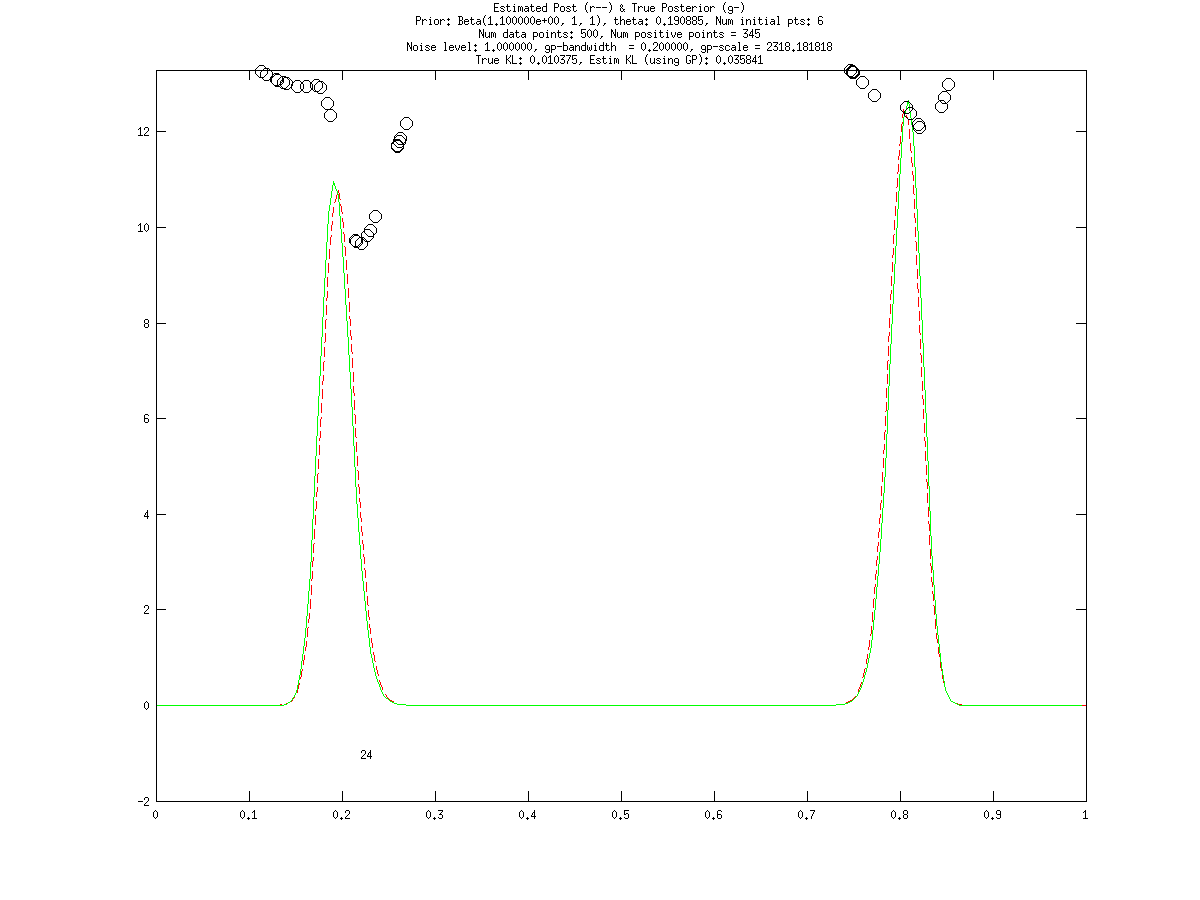 Estimated Post (r--) & True Posterior (g-)
Prior: Beta(1.100000e+00, 1, 1), theta: 0.190885, Num initial pts: 6
Num data points: 500, Num positive points = 345
Noise level: 1.000000, gp-bandwidth  = 0.200000, gp-scale = 2318.181818
True KL: 0.010375, Estim KL (using GP): 0.035841
12
10
8
6
4
2
0
24
-2
0 0.1 0.2 0.3 0.4 0.5 0.6 0.7 0.8 0.9 1